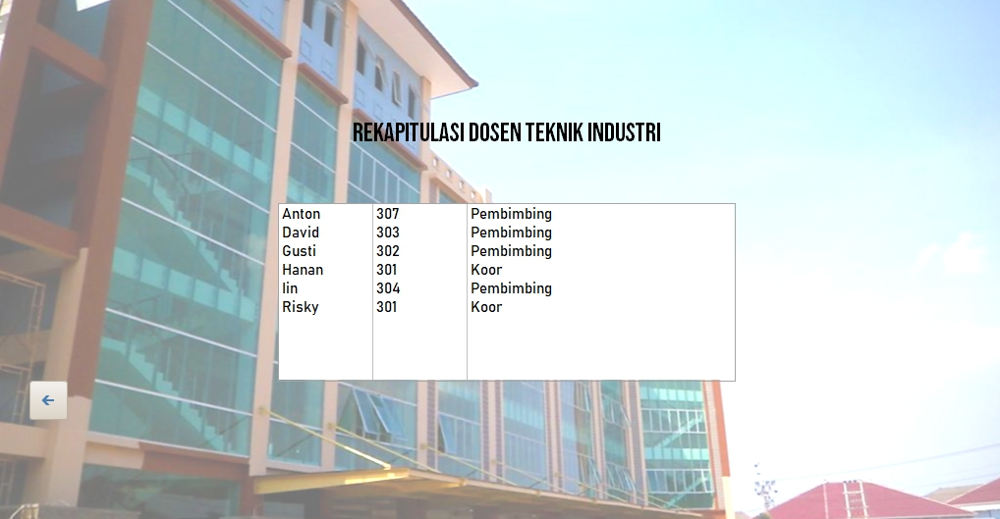 REKAPITULASI DOSEN TEKNIK INDUSTRI
Anton 307 Pembimbing
David 303 Pembimbing
Gusti 302 Pembimbing
Hanan 301 Koor
Iin 304 Pembimbing
Risky 301 Koor